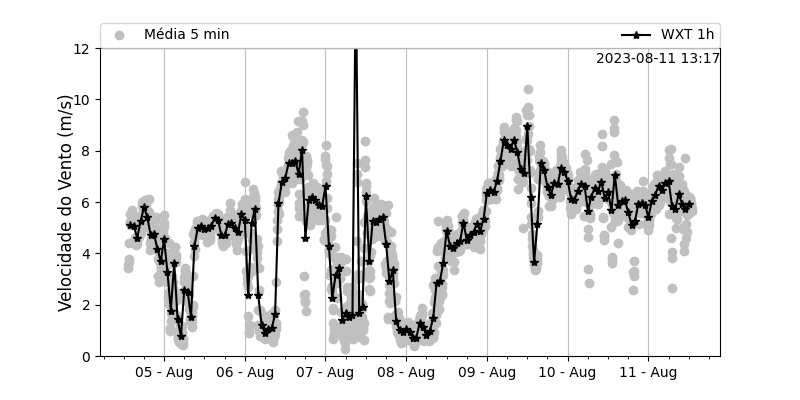 Média 5 min
WXT 1h
2023-08-11 13:17
Velocidade do Vento (m/s)
12
10
8
6
4
2
0
05 - Aug
06 - Aug
07 - Aug
08 - Aug
09 - Aug
10 - Aug
11 - Aug